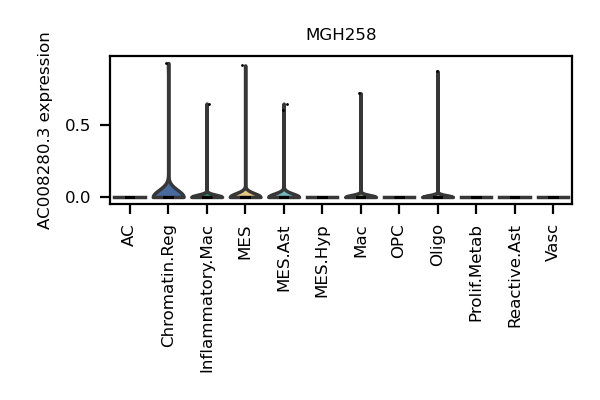 MGH258
AC008280.3 expression
0.5
0.0
AC
Chromatin.Reg
Inflammatory.Mac
MES
MES.Ast
MES.Hyp
Mac
OPC
Oligo
Prolif.Metab
Reactive.Ast
Vasc